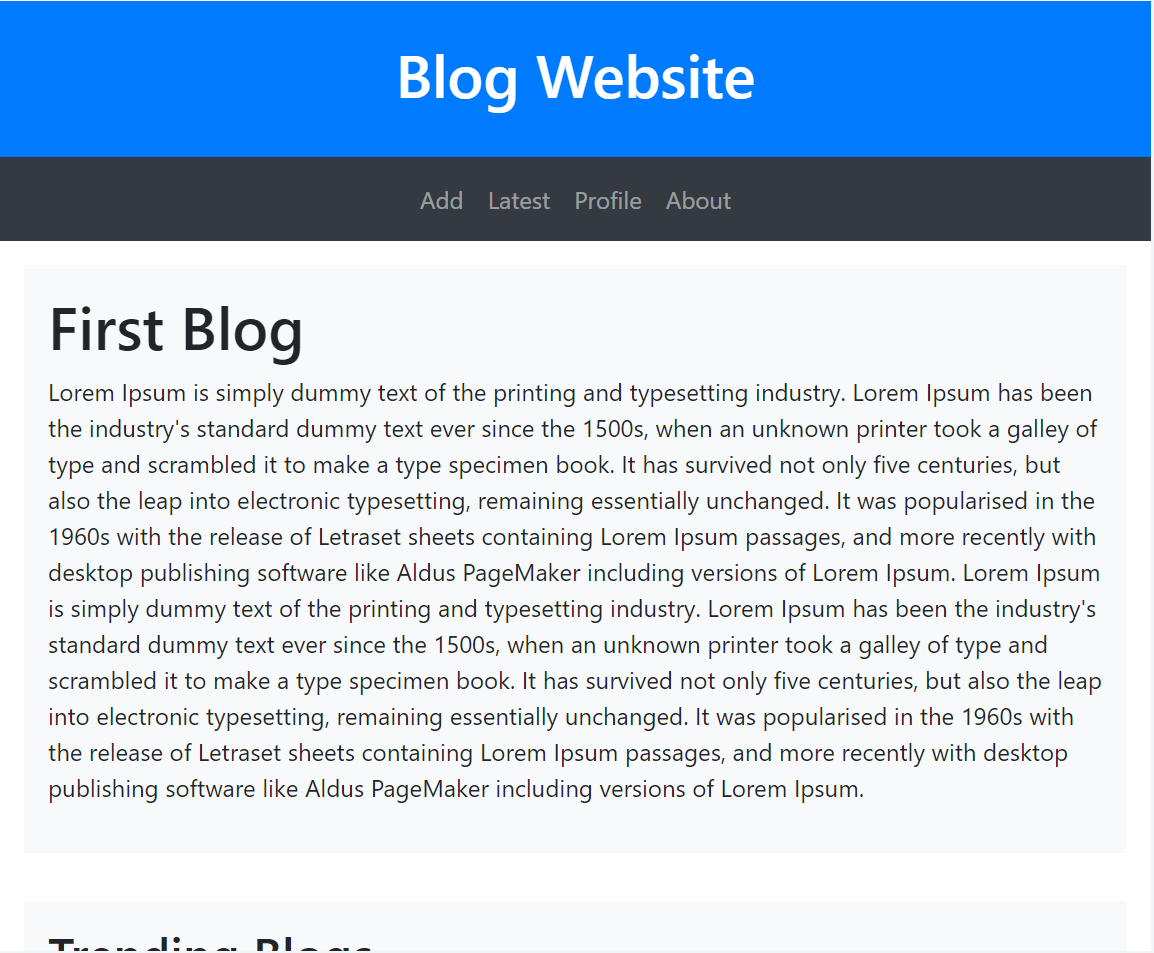 Blog Website
Add Latest Profile About
First Blog
Lorem Ipsum is simply dummy text of the printing and typesetting industry. Lorem Ipsum has been
the industry's standard dummy text ever since the 1500s, when an unknown printer took a galley of
type and scrambled it to make a type specimen book. It has survived not only five centuries, but
also the leap into electronic typesetting, remaining essentially unchanged. It was popularised in the
1960s with the release of Letraset sheets containing Lorem Ipsum passages, and more recently with
desktop publishing software like Aldus PageMaker including versions of Lorem Ipsum. Lorem Ipsum
is simply dummy text of the printing and typesetting industry. Lorem Ipsum has been the industry's
standard dummy text ever since the 1500s, when an unknown printer took a galley of type and
scrambled it to make a type specimen book. It has survived not only five centuries, but also the leap
into electronic typesetting, remaining essentially unchanged. It was popularised in the 1960s with
the release of Letraset sheets containing Lorem Ipsum passages, and more recently with desktop
publishing software like Aldus PageMaker including versions of Lorem Ipsum.
Trending Blogs